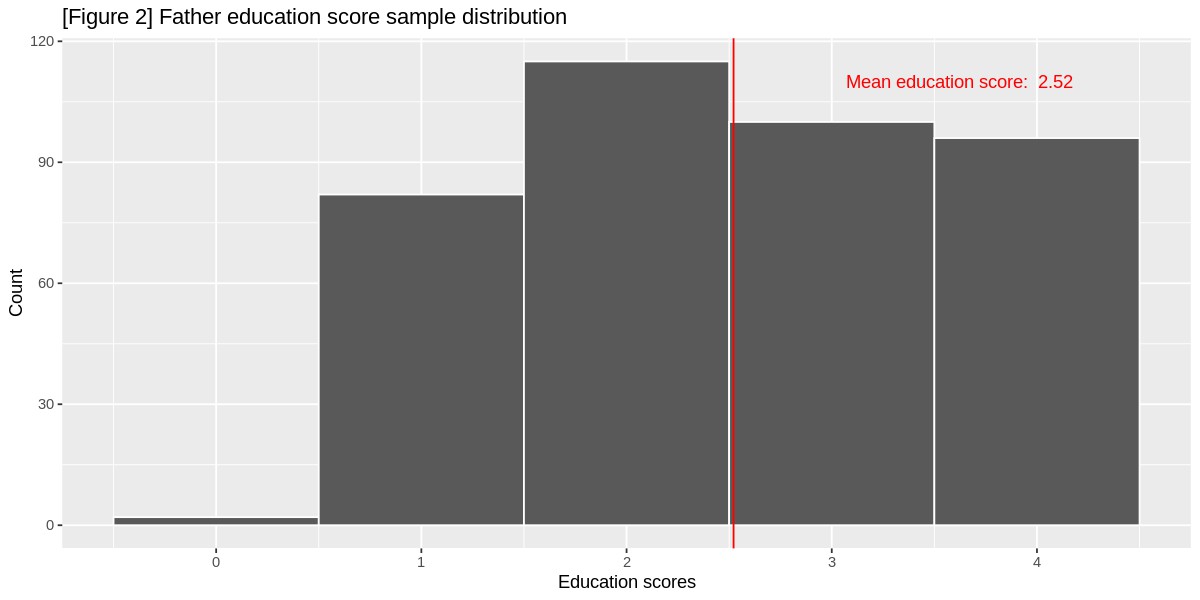 [Figure 2] Father education score sample distribution
120
Mean education score:  2.52
90
60
30
0
Count
0 1 2 3 4
Education scores